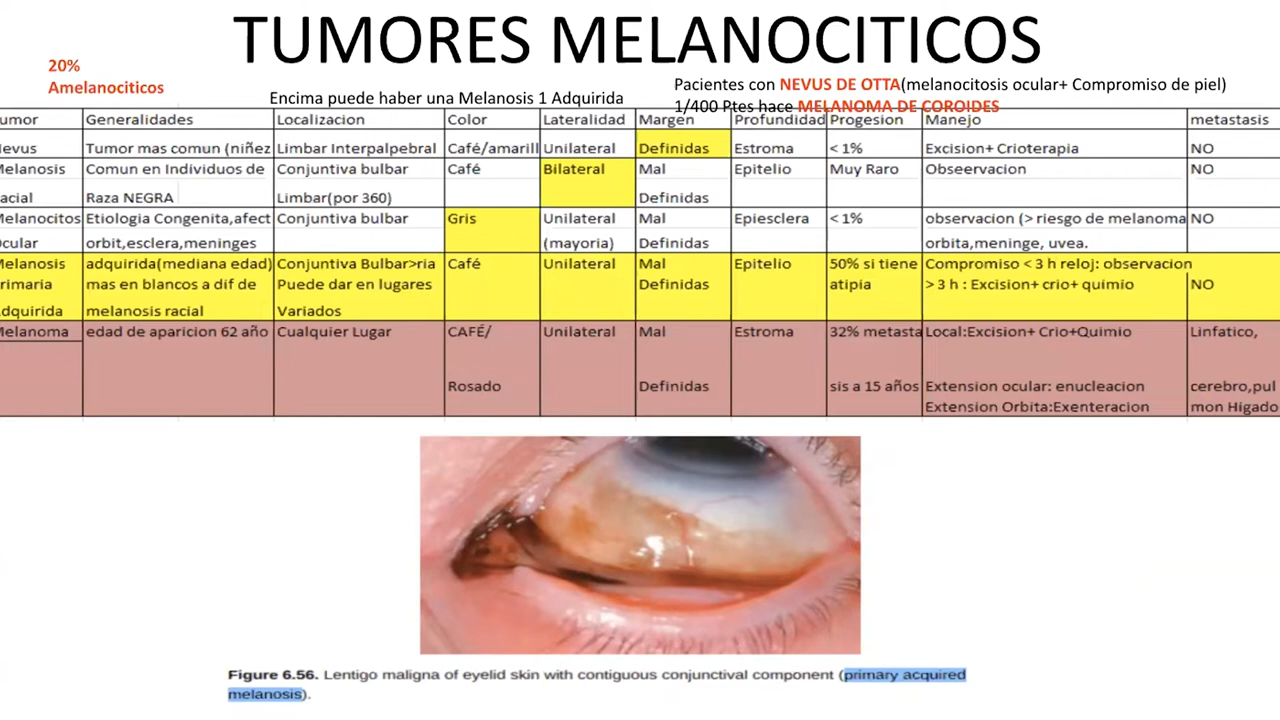 TUMORES MELANOCITICOS
20%
Amelanociticos
Encima puede haber una Melanosis 1 Adquirida
Pacientes con NEVUS DE OTTA(melanocitosis ocular+ Compromiso de piel)
1/400 Ptes hace MELANOMA DE COROIDES
umor Generalidades Localizacion Color Lateralidad Margen Profundidad Progesion Manejo metastasis
Nevus Tumor mas comun (niñez Limbar Interpalpebral Café/amarill Unilateral Definidas Estroma < 1% Excision+ Crioterapia NO
Melanosis Comun en Individuos de Conjuntiva bulbar Café Bilateral Mal Epitelio Muy Raro Obseervacion NO
acial Raza NEGRA Limbar(por 360) Definidas
Melanocitos Etiologia Congenita,afect Conjuntiva bulbar Gris Unilateral Mal Epiesclera < 1% observacion (> riesgo de melanoma NO
Ocular orbit,esclera,meninges (mayoria) Definidas orbita,meninge, uvea.
Melanosis adquirida(mediana edad) Conjuntiva Bulbar>ria Café Unilateral Mal Epitelio 50% si tiene Compromiso < 3 h reloj: observacion
rimaria mas en blancos a dif de Puede dar en lugares Definidas atipia > 3 h : Excision+ crio+ quimio NO
Adquirida melanosis racial Variados
Melanoma edad de aparicion 62 año Cualquier Lugar CAFÉ/ Unilateral Mal Estroma 32% metasta Local:Excision+ Crio+Quimio Linfatico,
Rosado Definidas sis a 15 años Extension ocular: enucleacion cerebro,pul
Extension Orbita:Exenteracion mon Higado
Figure 6.56. Lentigo maligna of eyelid skin with contiguous conjunctival component (primary acquired
melanosis).